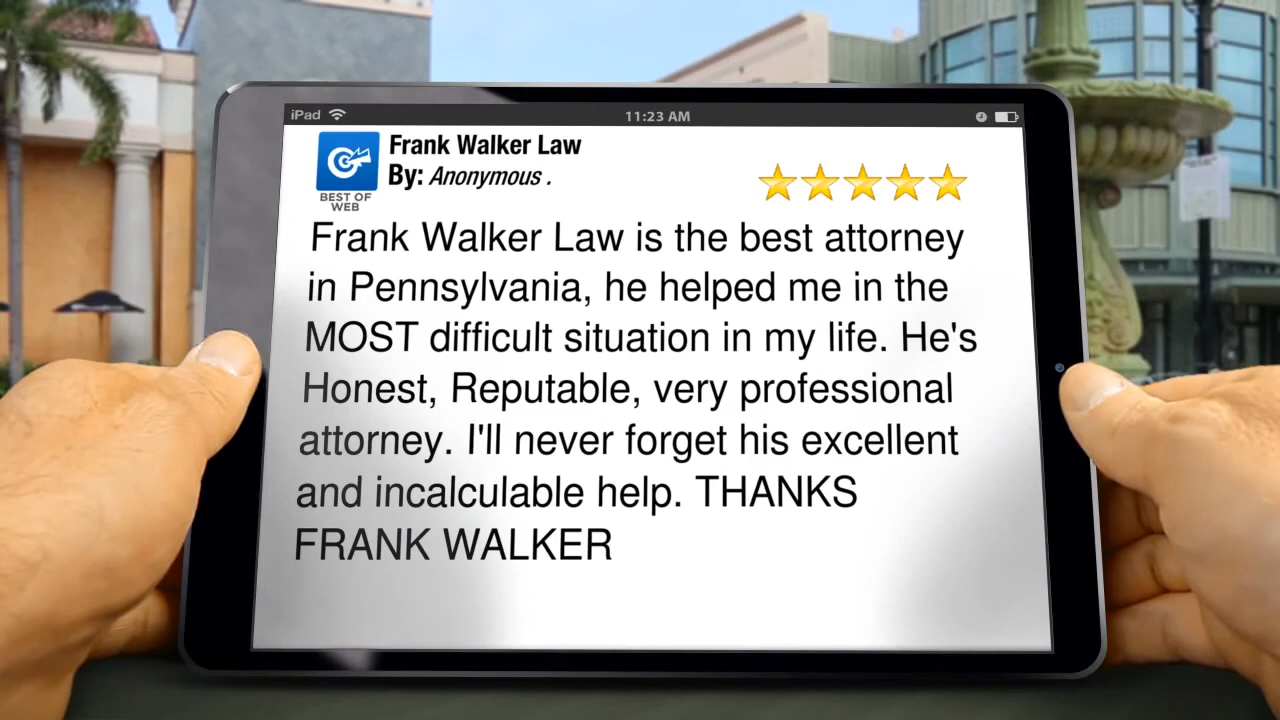 iPad 11:23 AM
Frank Walker Law
By: Anonymous .
BEST OF
WEB
Frank Walker Law is the best attorney
in Pennsylvania, he helped me in the
MOST difficult situation in my life. He's
Honest, Reputable, very professional
attorney. I'll never forget his excellent
and incalculable help. THANKS
FRANK WALKER